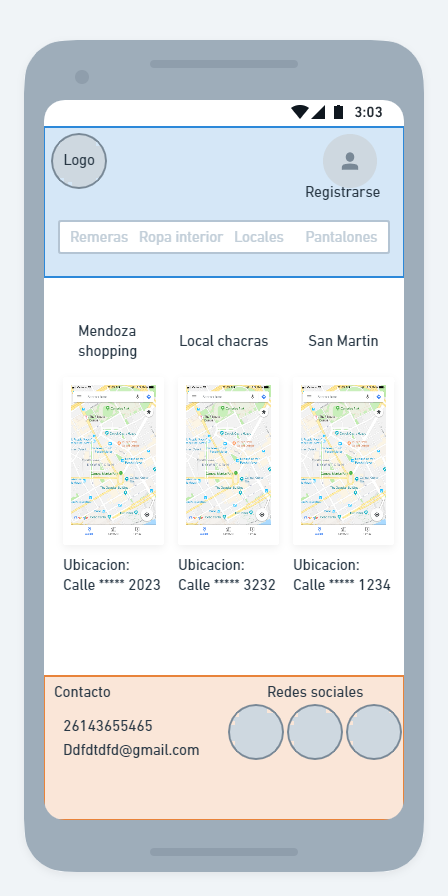 3:03
Logo
Registrarse
Remeras Ropa interior Locales Pantalones
Mendoza
shopping
Local chacras
San Martin
Ubicacion:
Calle ***** 2023
Ubicacion:
Calle ***** 3232
Ubicacion:
Calle ***** 1234
Contacto
Redes sociales
26143655465
Ddfdtdfd@gmail.com